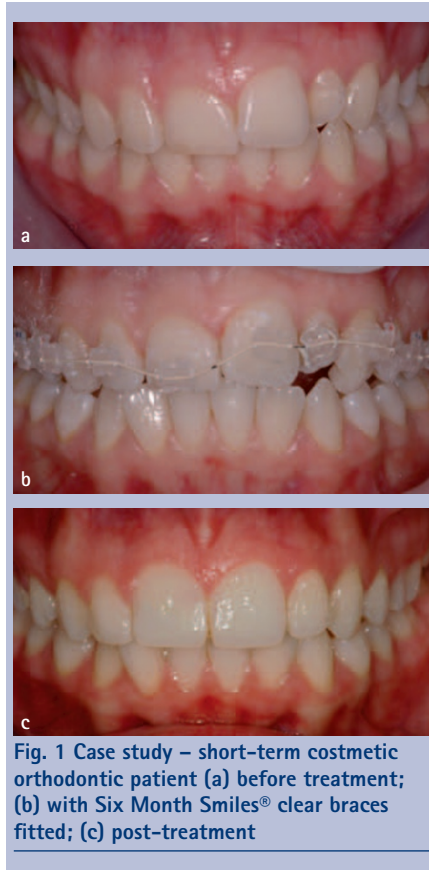 a
b
c
Fig. 1 Case study – short-term costmetic
orthodontic patient (a) before treatment;
(b) with Six Month Smiles® clear braces
fitted; (c) post-treatment